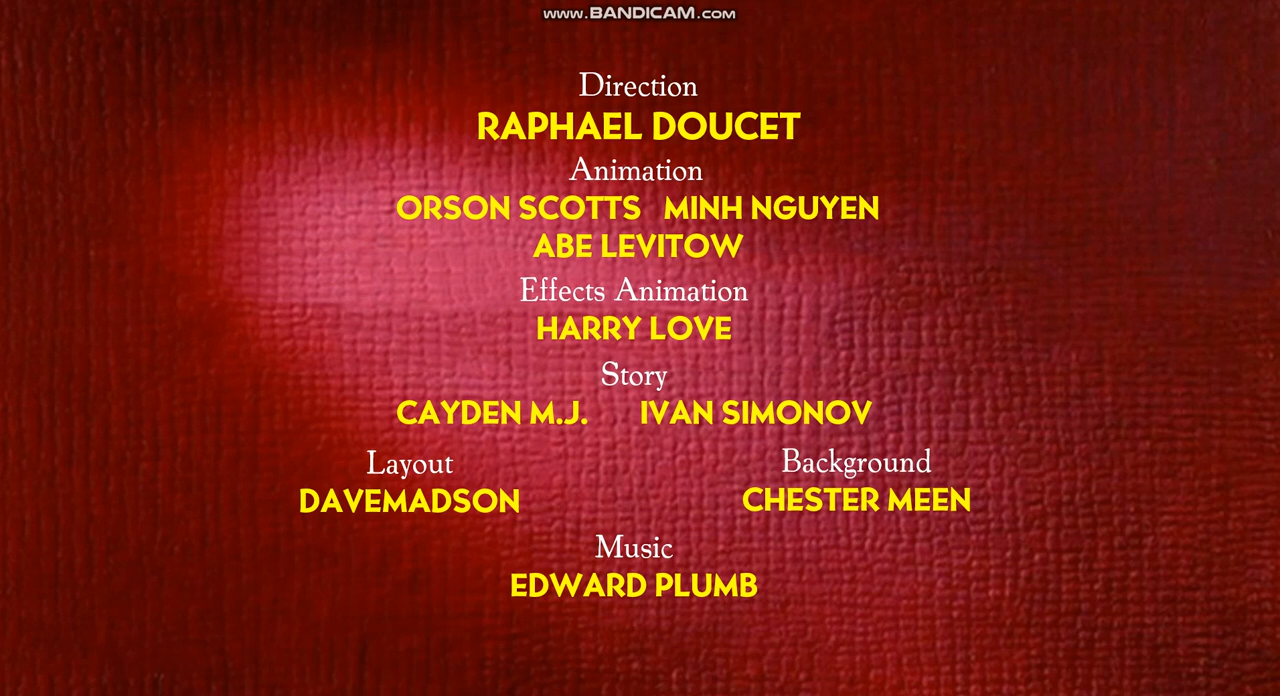 www.BANDICAM.com
Direction
RAPHAEL DOUCET
Animation
ORSON SCOTTS MINH NGUYEN
ABE LEVITOW
Effects Animation
HARRY LOVE
Story
CAYDEN M.J. IVAN SIMONOV
Layout Background
DAVEMADSON CHESTER MEEN
Music
EDWARD PLUMB